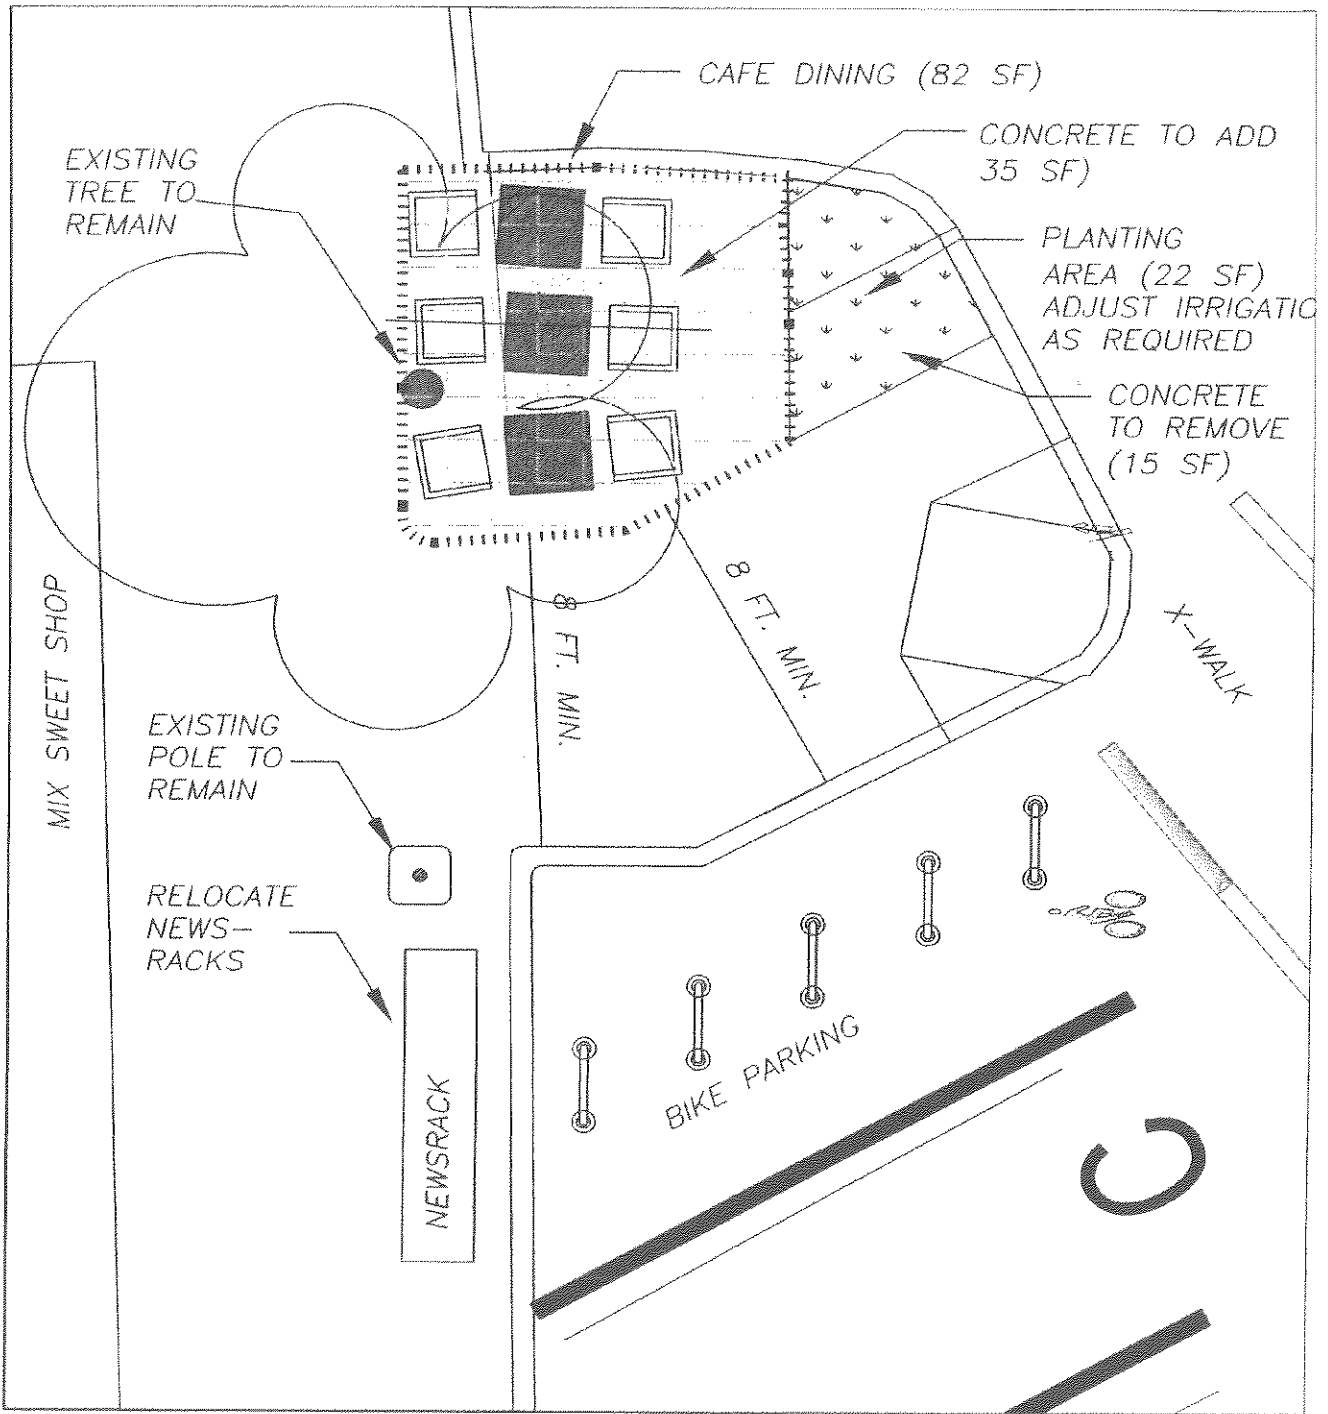 CAFE DINING (82 SF)
EXISTING
TREE TO
REMAIN
CONCRETE TO ADD
35 SF)
PLANTING
AREA (22 SF)
ADJUST IRRIGATIO
AS REQUIRED
CONCRETE
TO REMOVE
(15 SF)
8 FT. MIN.
8 FT. MIN.
X-WALK
MIX SWEET SHOP
EXISTING
POLE TO
REMAIN
RELOCATE
NEWS-
RACKS
NEWSRACK
BIKE PARKING
C